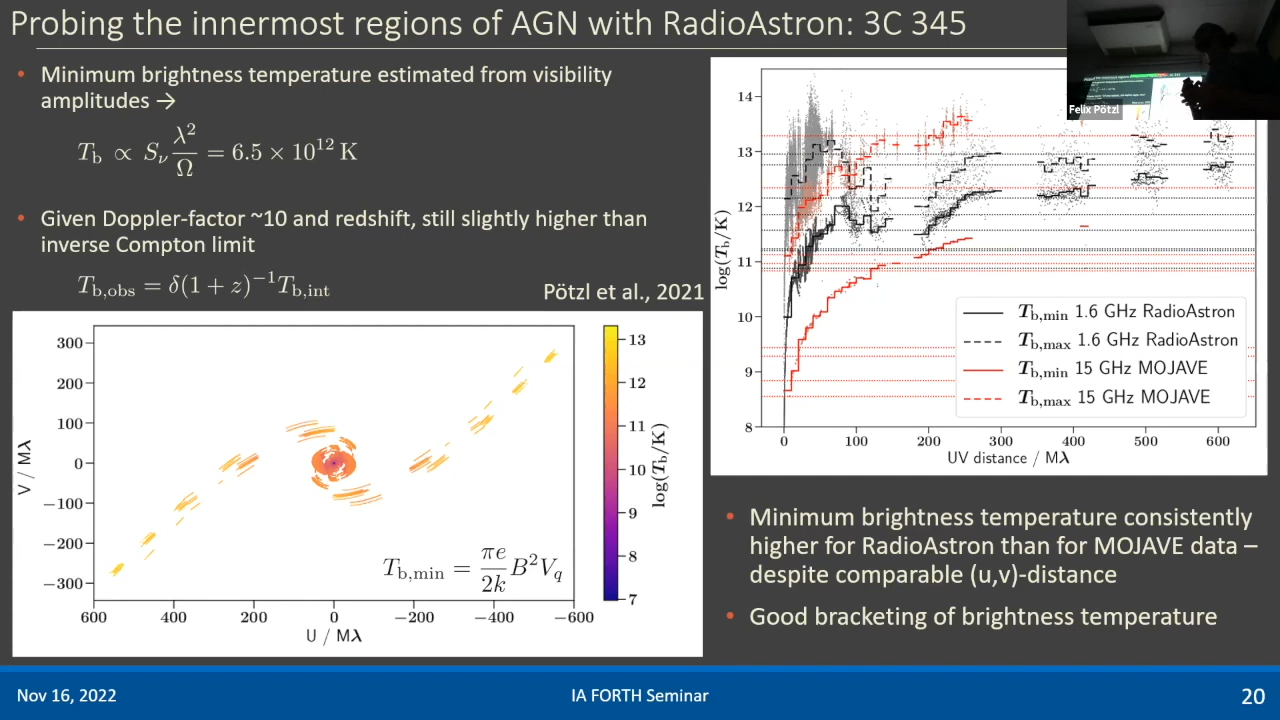 Probing the innermost regions of AGN with RadioAstron: 3C 345
• Minimum brightness temperature estimated from visibility
amplitudes →
T_b ∝ S_ν λ²/Ω = 6.5 × 10¹² K
• Given Doppler-factor ~10 and redshift, still slightly higher than
inverse Compton limit
T_b,obs = δ(1 + z)⁻¹T_b,int
Pötzl et al., 2021
300
200
100
0
−100
−200
−300
V / Mλ
600
400
200
0
−200
−400
−600
U / Mλ
T_b,min = πe/2k B²V_q
13
12
11
10
9
8
7
log(T_b/K)
Felix Pötzl
14
13
12
11
10
9
8
log(T_b/K)
0
100
200
300
400
500
600
UV distance / Mλ
T_b,min 1.6 GHz RadioAstron
T_b,max 1.6 GHz RadioAstron
T_b,min 15 GHz MOJAVE
T_b,max 15 GHz MOJAVE
• Minimum brightness temperature consistently
higher for RadioAstron than for MOJAVE data –
despite comparable (u,v)-distance
• Good bracketing of brightness temperature
Nov 16, 2022
IA FORTH Seminar
20